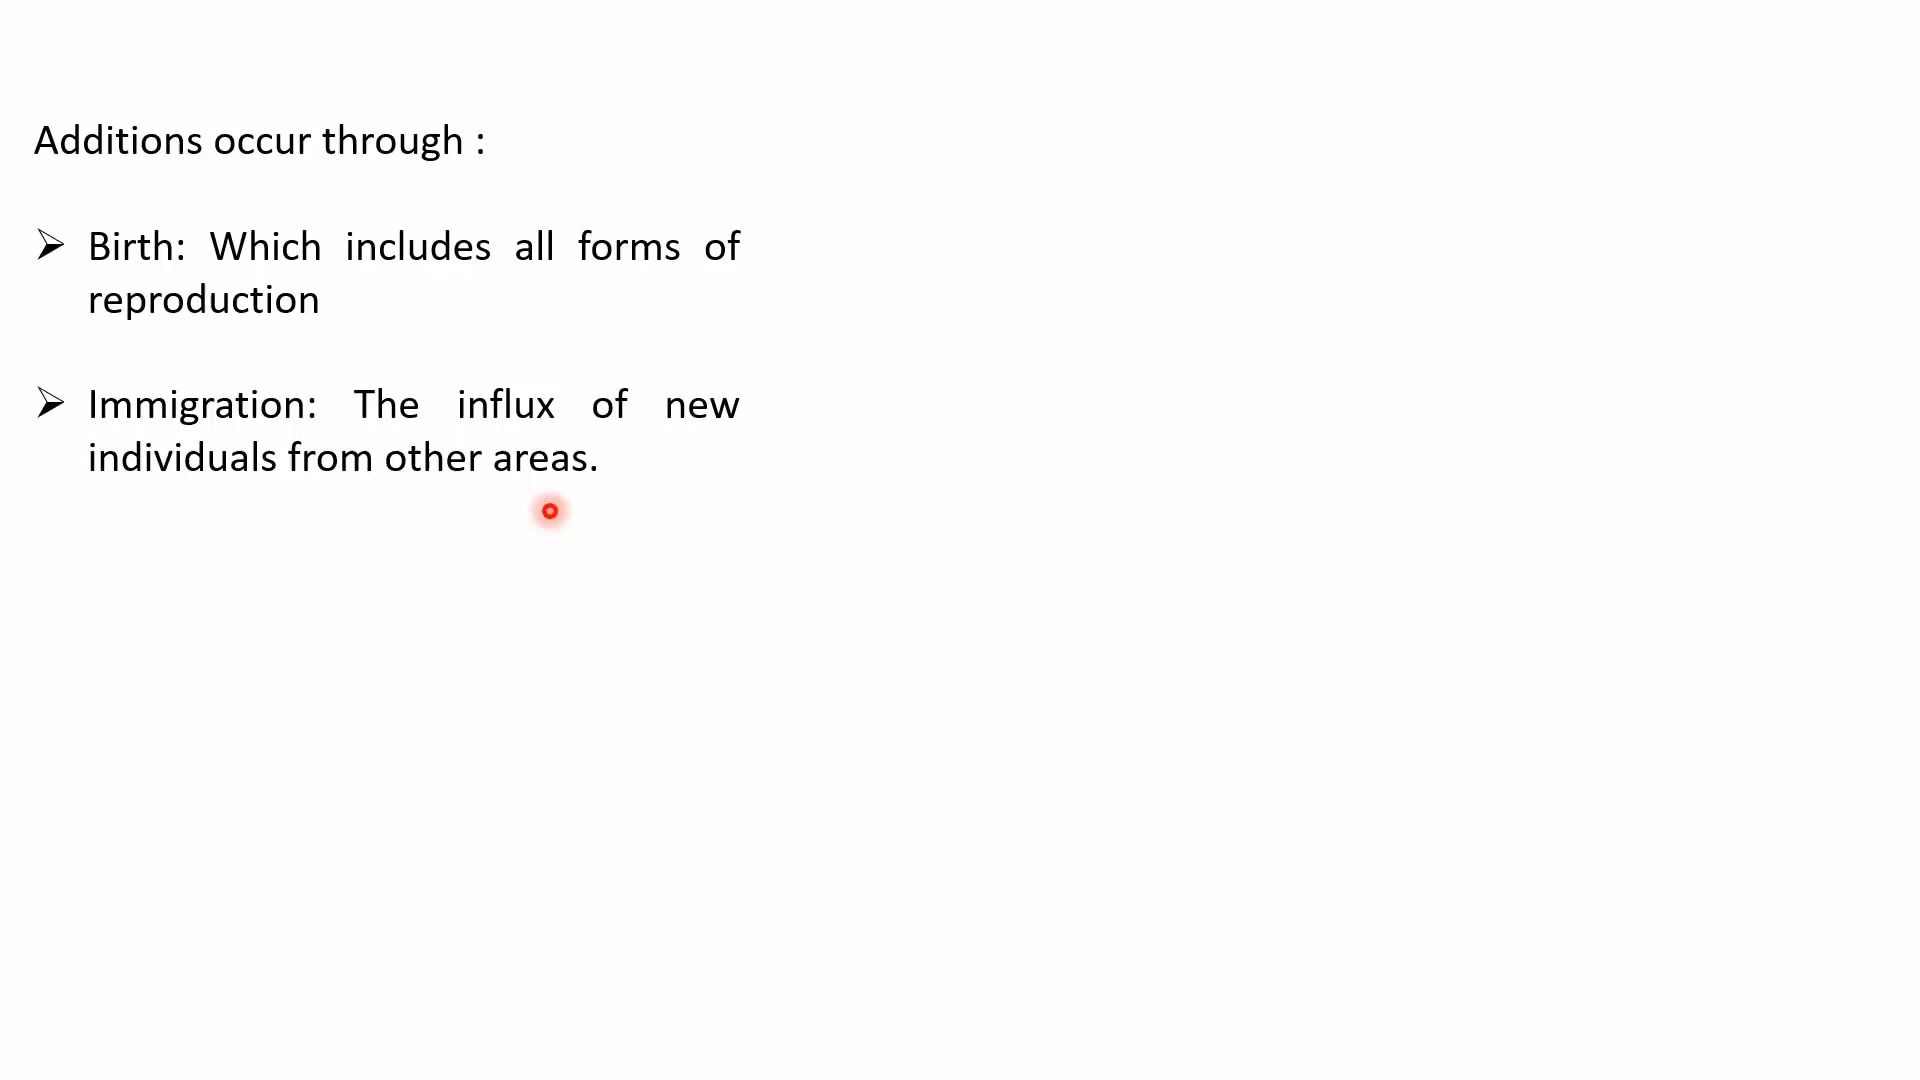 Additions occur through :
➢ Birth: Which includes all forms of
reproduction
➢ Immigration: The influx of new
individuals from other areas.